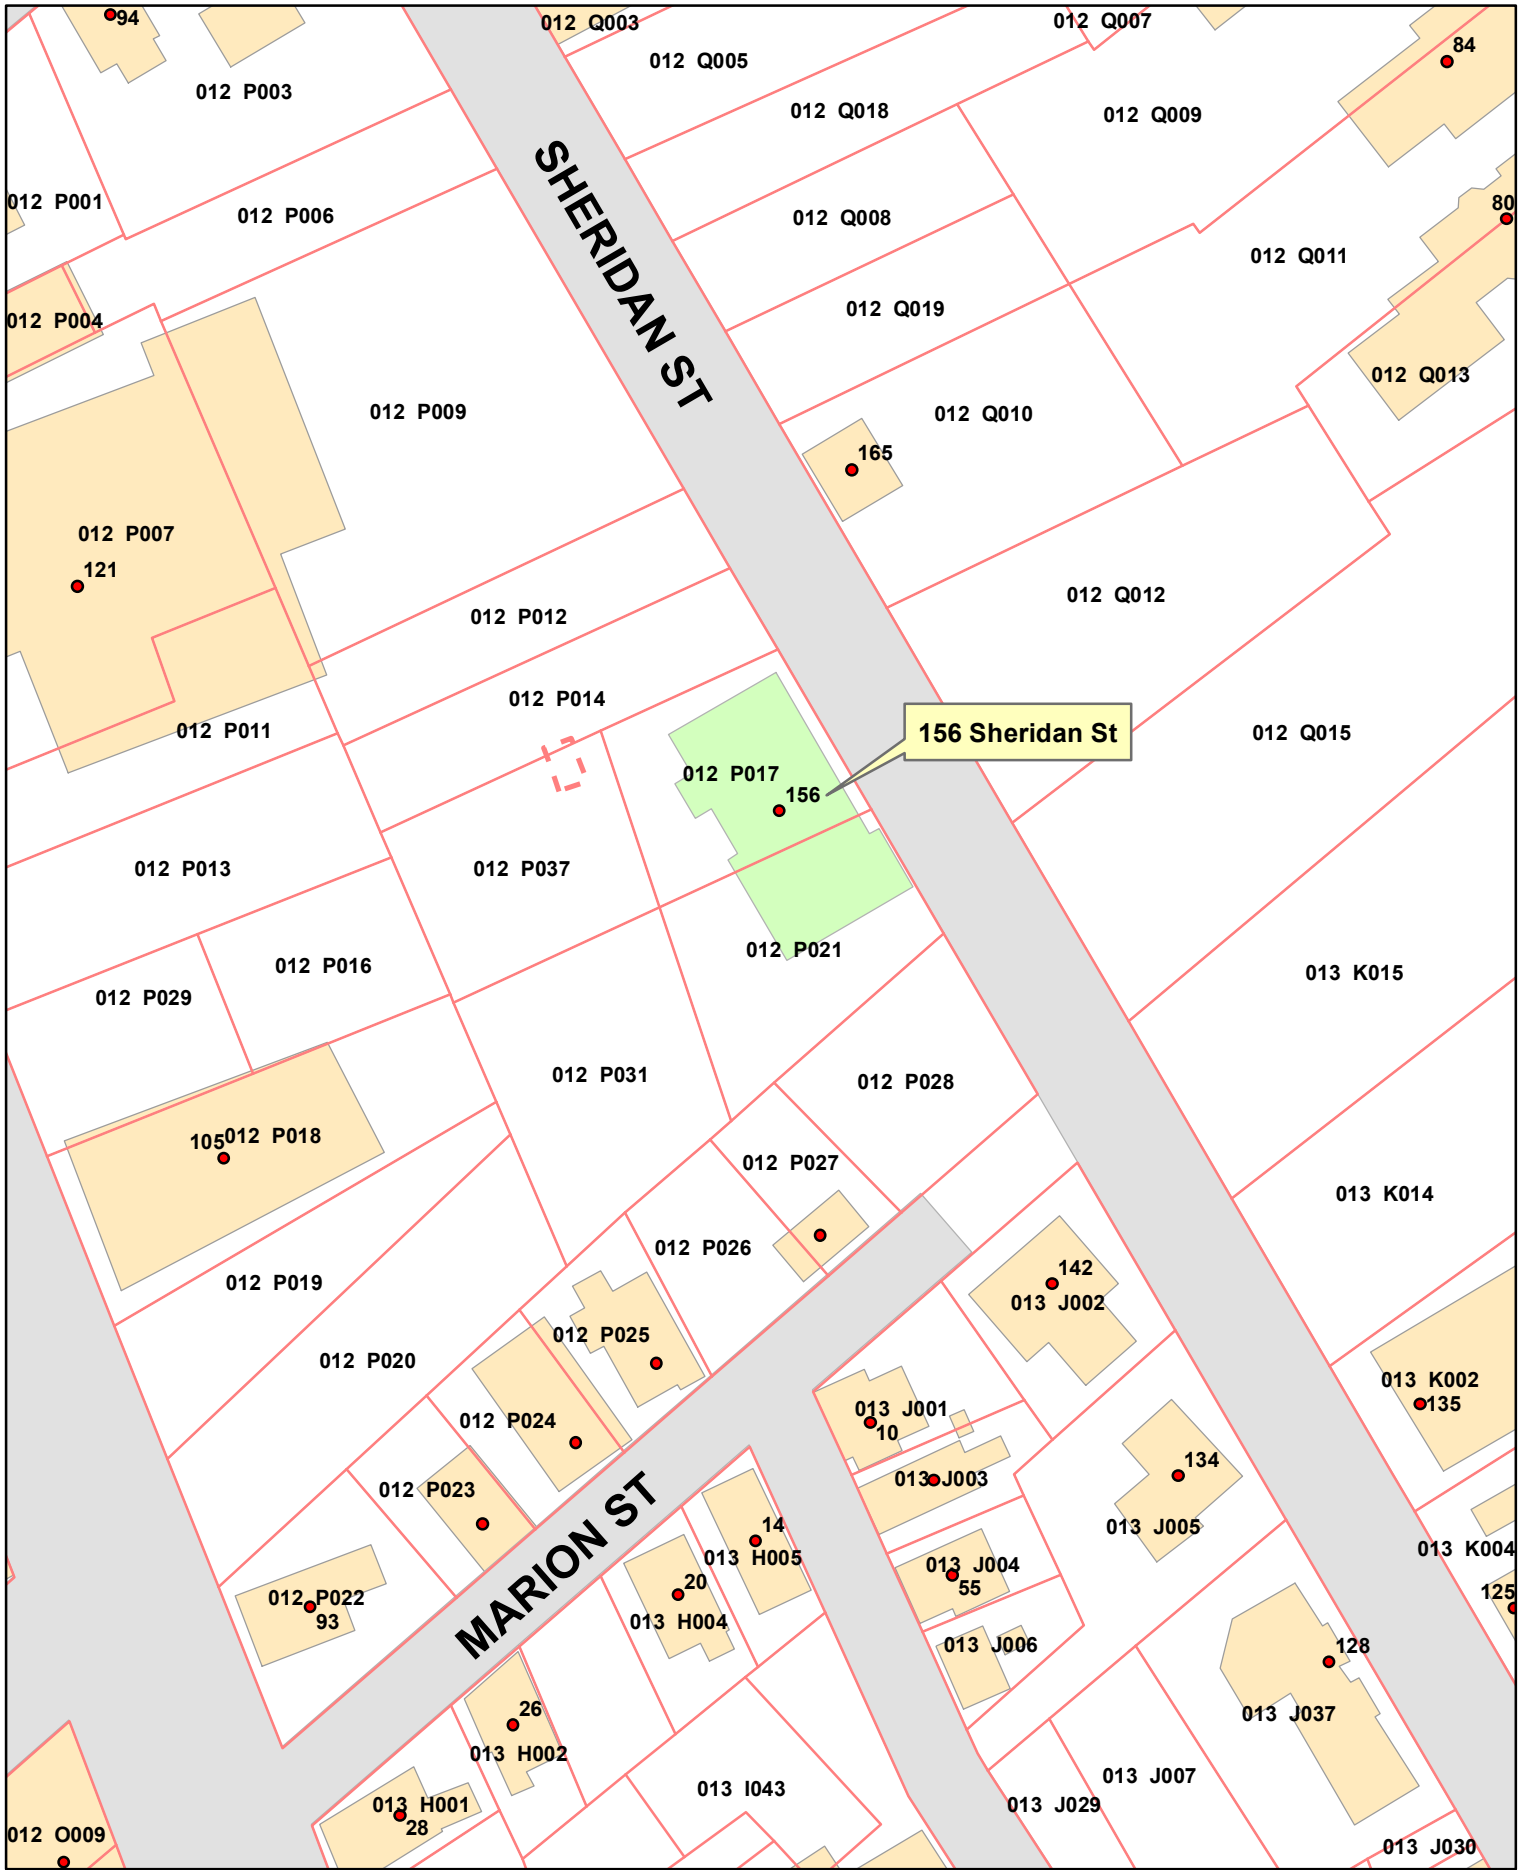 94
012 Q003
012 Q007
012 Q005
84
012 P003
012 Q018
012 Q009
012 P001
80
012 P006
012 Q008
SHERIDAN ST
012 Q011
012 Q019
012 P004
012 Q013
012 P009
012 Q010
165
012 P007
121
012 Q012
012 P012
012 P014
012 P011
156 Sheridan St
012 Q015
012 P017
156
012 P013
012 P037
012 P021
012 P016
013 K015
012 P029
012 P031
012 P028
105
012 P018
012 P027
013 K014
012 P026
142
012 P019
013 J002
012 P025
012 P020
013 K002
135
013 J001
10
012 P024
134
013 J003
012 P023
MARION ST
14
013 J005
013 K004
013 H005
013 J004
55
20
125
012 P022
93
013 H004
013 J006
128
26
013 J037
013 H002
013 J007
013 I043
013 H001
28
013 J029
012 O009
013 J030